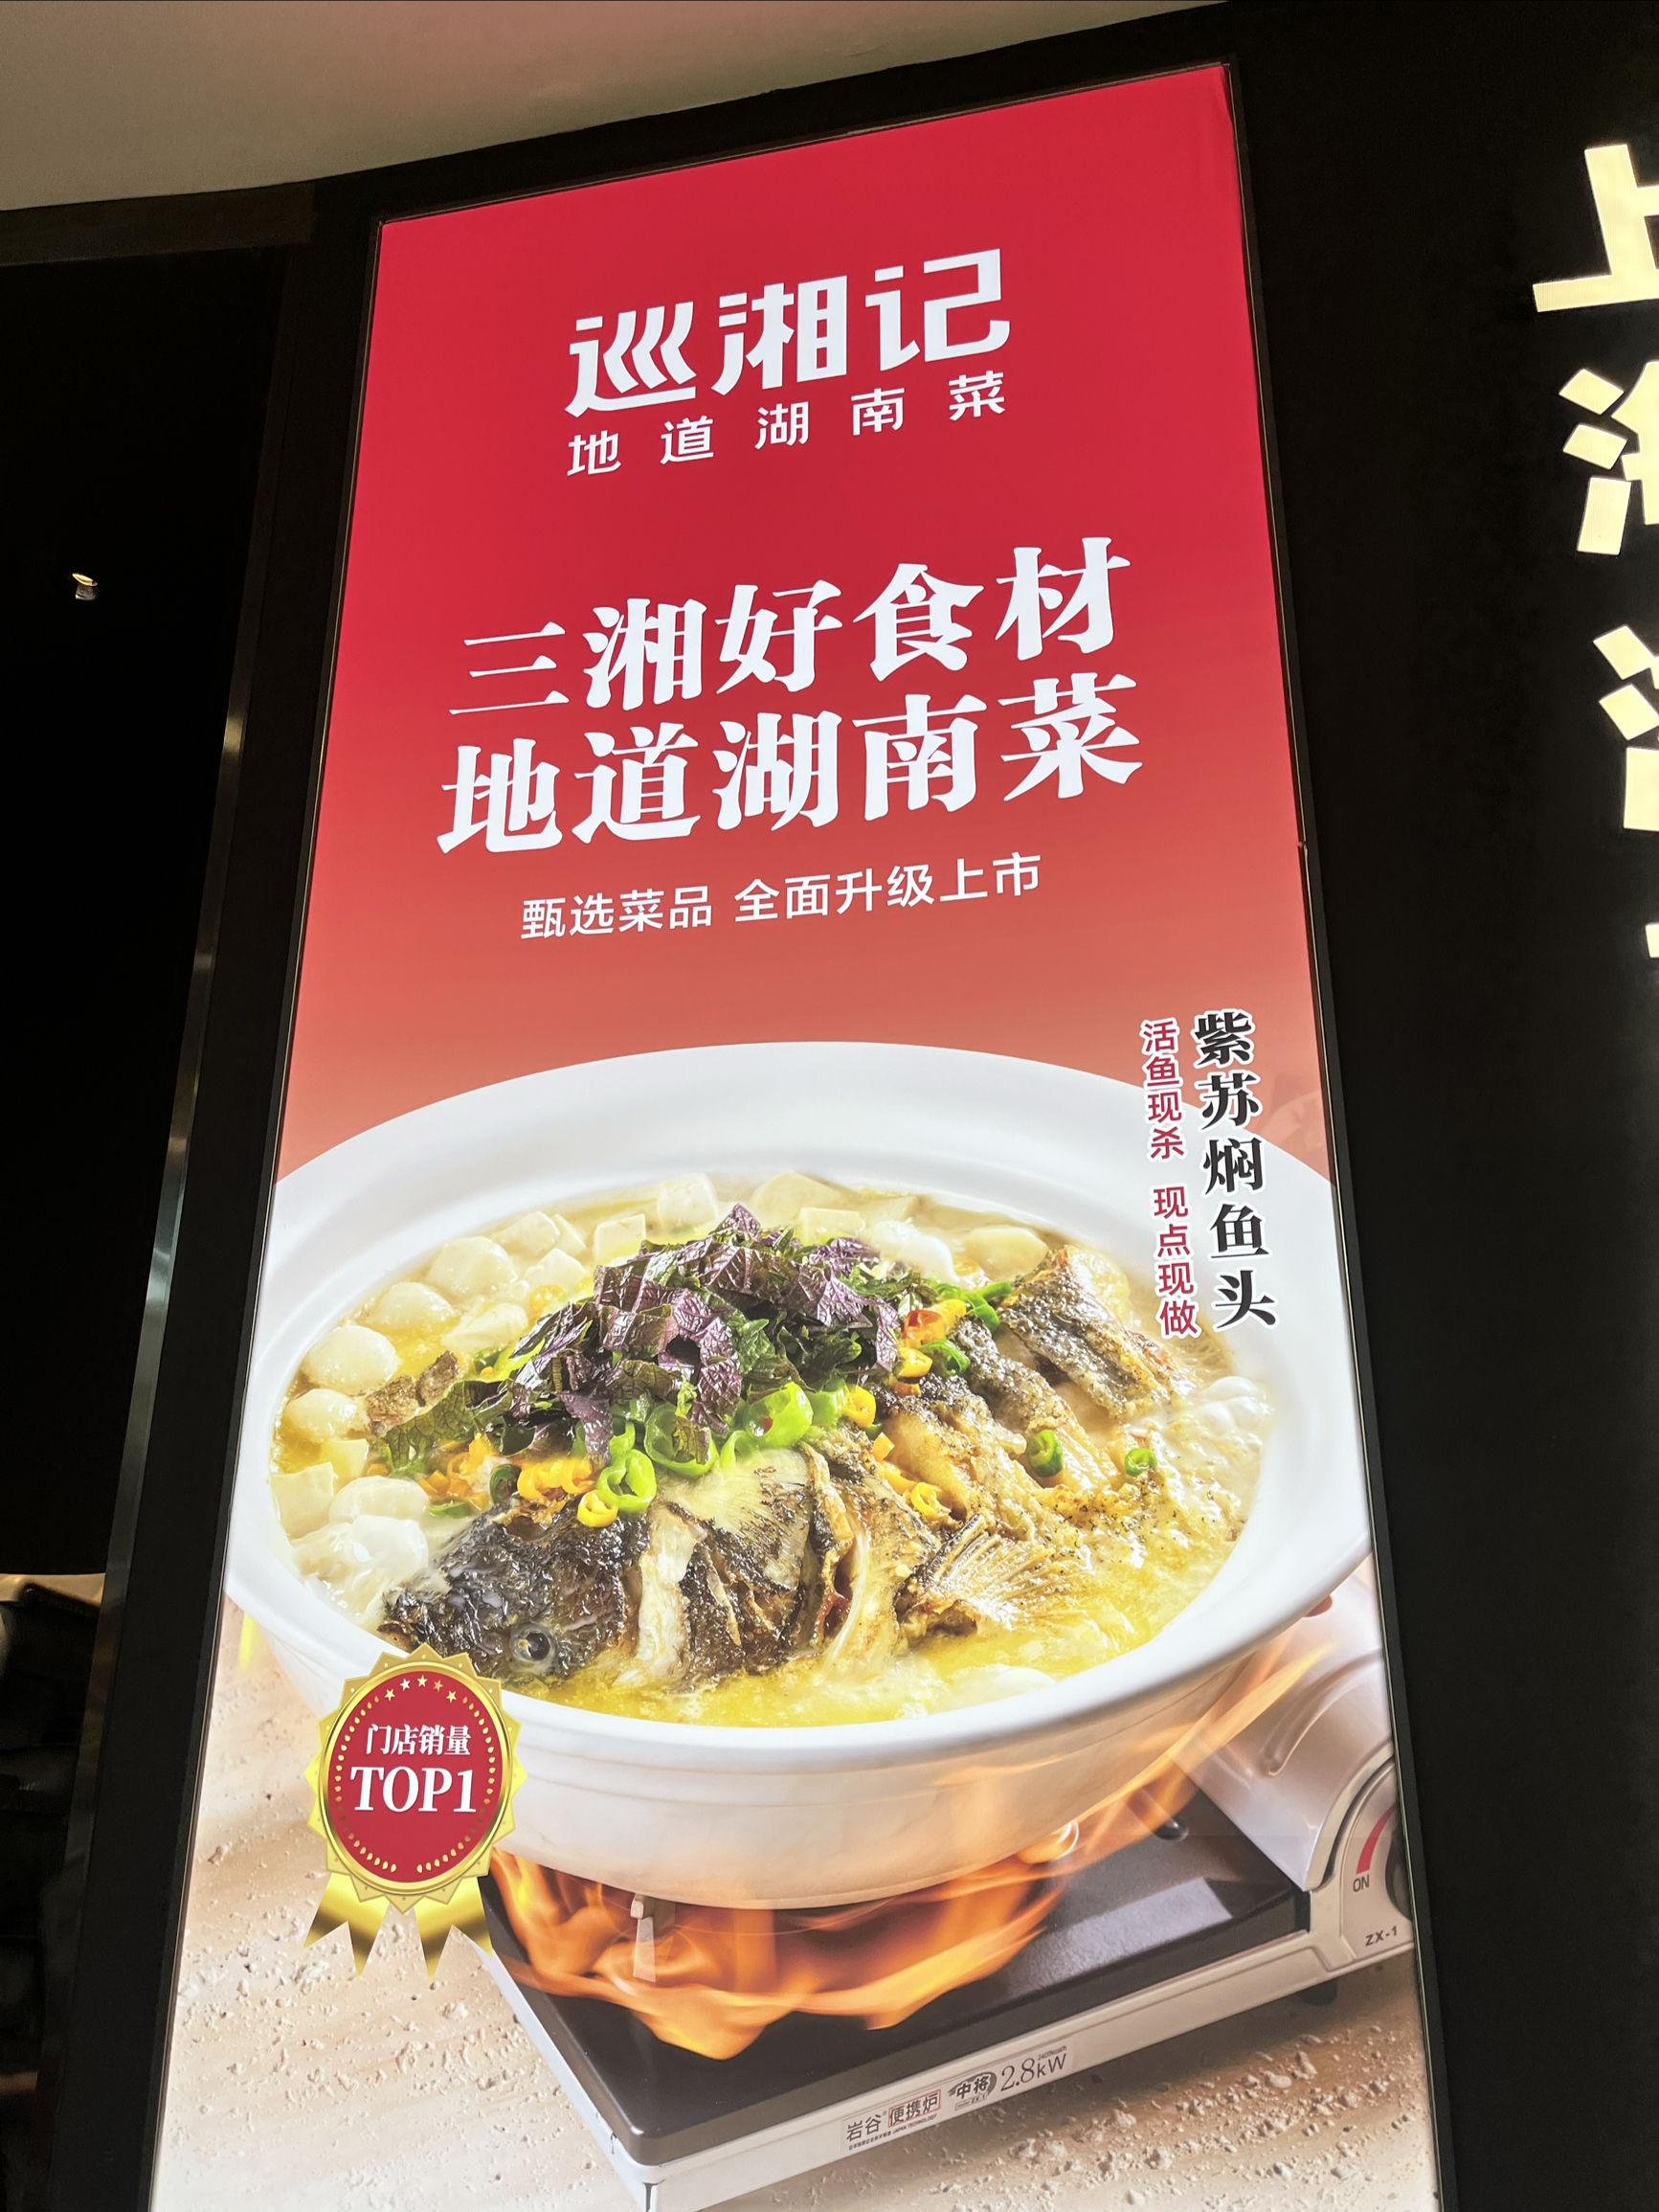 巡湘记
地道湖南菜
三湘好食材
地道湖南菜
甄选菜品 全面升级上市
紫苏焖鱼头
活鱼现杀 现点现做
门店销量
TOP1
ON
ZX-1
岩谷 便携炉 中将 2.8kW
上